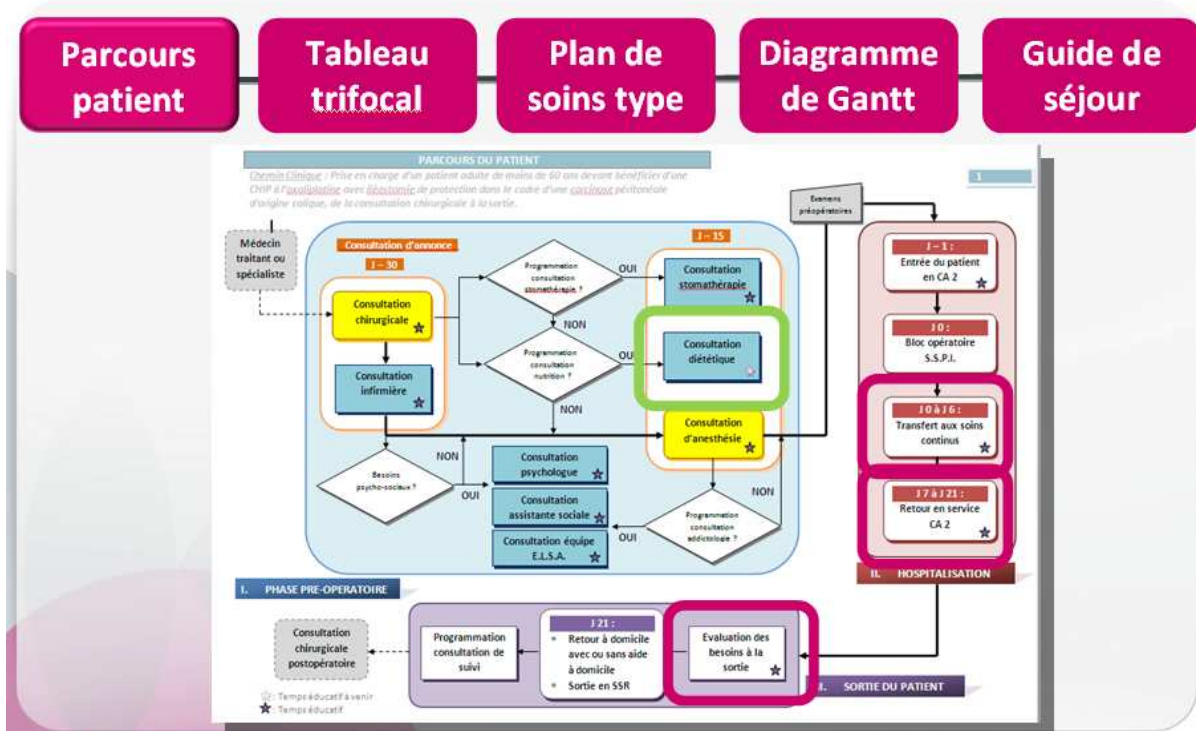 Parcours
patient
Tableau
trifocal
Plan de
soins type
Diagramme
de Gantt
Guide de
séjour
PARCOURS DU PATIENT
1
Chemin Clinique : Prise en charge d'un patient adulte de moins de 60 ans devant bénéficier d'une
CHIP à l'oxaliplatine avec iléostomie de protection dans le cadre d'une carcinose péritonéale
d'origine colique, de la consultation chirurgicale à la sortie.
Examens
préopératoires
Médecin
traitant ou
spécialiste
Consultation d'annonce
J – 30
Consultation
chirurgicale
Consultation
infirmière
Programmation
consultation
stomathérapie ?
OUI
NON
Programmation
consultation
nutrition ?
OU
NON
J – 15
Consultation
stomathérapie
Consultation
diététique
Consultation
d'anesthésie
Besoins
psycho-sociaux ?
NON
OUI
Consultation
psychologue
Consultation
assistante sociale
Consultation équipe
E.L.S.A.
Programmation
consultation
addictologie ?
OUI
NON
J – 1 :
Entrée du patient
en CA 2
J 0 :
Bloc opératoire
S.S.P.I.
J 0 à J 6 :
Transfert aux soins
continus
J 7 à J 21 :
Retour en service
CA 2
I. PHASE PRE-OPERATOIRE
II. HOSPITALISATION
Consultation
chirurgicale
postopératoire
Programmation
consultation de
suivi
J 21 :
• Retour à domicile
avec ou sans aide
à domicile
• Sortie en SSR
Evaluation des
besoins à la
sortie
I. SORTIE DU PATIENT
: Temps éducatif à venir
: Temps éducatif